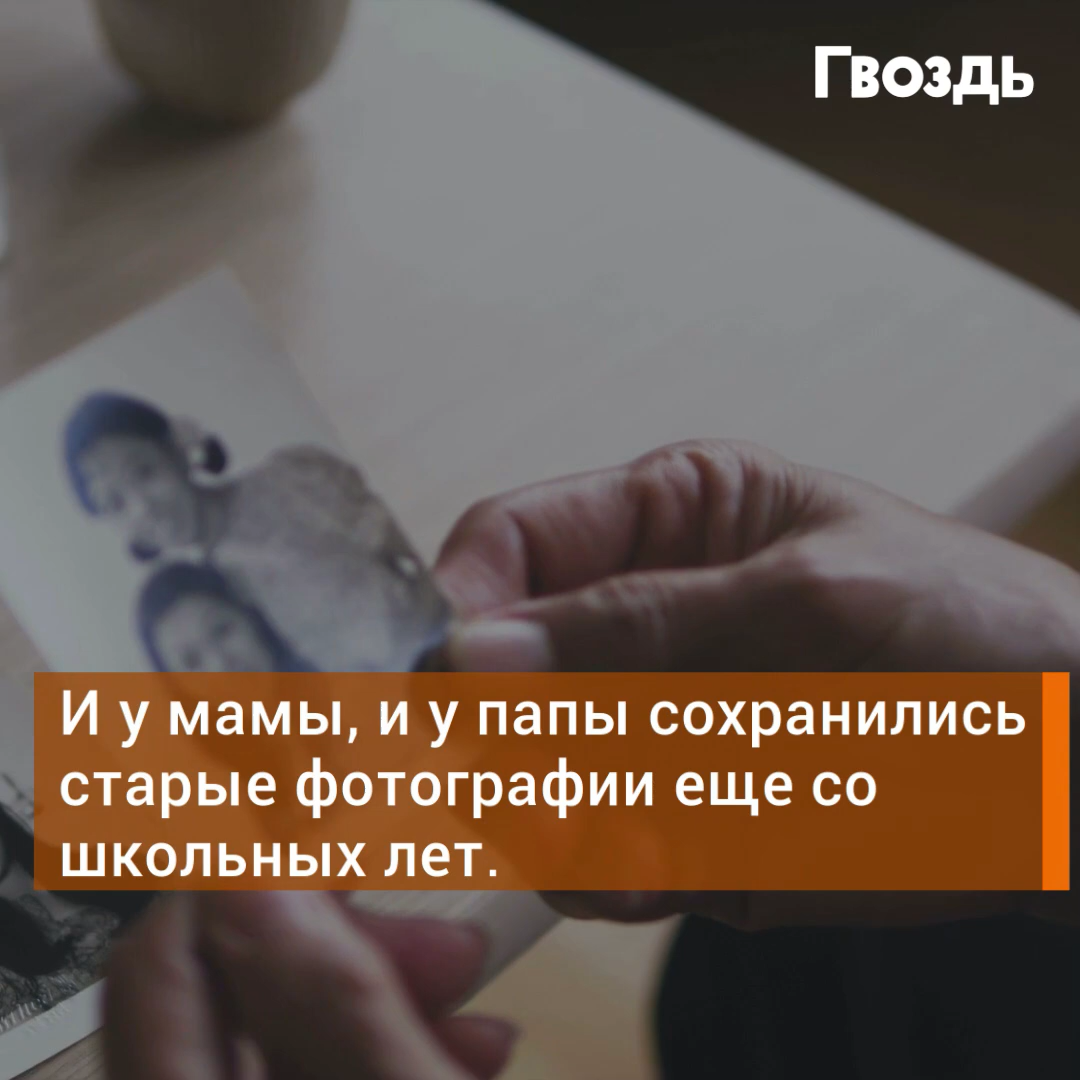 Гвоздь
И у мамы, и у папы сохранились
старые фотографии еще со
школьных лет.